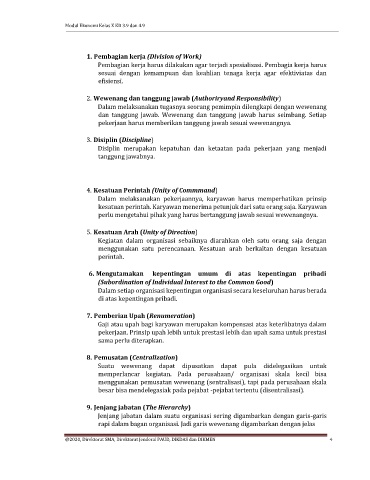 Modul Ekonomi Kelas X KD 3.9 dan 4.9
1. Pembagian kerja (Division of Work)
Pembagian kerja harus dilakukan agar terjadi spesialisasi. Pembagia kerja harus
sesuai dengan kemampuan dan keahlian tenaga kerja agar efektiviatas dan
efisiensi.
2. Wewenang dan tanggung jawab (Authoriryand Responsibility)
Dalam melaksanakan tugasnya seorang pemimpin dilengkapi dengan wewenang
dan tanggung jawab. Wewenang dan tanggung jawab harus seimbang. Setiap
pekerjaan harus memberikan tanggung jawab sesuai wewenangnya.
3. Disiplin (Discipline)
Disiplin merupakan kepatuhan dan ketaatan pada pekerjaan yang menjadi
tanggung jawabnya.
4. Kesatuan Perintah (Unity of Commmand)
Dalam melaksanakan pekerjaannya, karyawan harus memperhatikan prinsip
kesatuan perintah. Karyawan menerima petunjuk dari satu orang saja. Karyawan
perlu mengetahui pihak yang harus bertanggung jawab sesuai wewenangnya.
5. Kesatuan Arah (Unity of Direction)
Kegiatan dalam organisasi sebaiknya diarahkan oleh satu orang saja dengan
menggunakan satu perencanaan. Kesatuan arah berkaitan dengan kesatuan
perintah.
6. Mengutamakan kepentingan umum di atas kepentingan pribadi
(Subordination of Individual Interest to the Common Good)
Dalam setiap organisasi kepentingan organisasi secara keseluruhan harus berada
di atas kepentingan pribadi.
7. Pemberian Upah (Renumeration)
Gaji atau upah bagi karyawan merupakan kompensasi atas keterlibatnya dalam
pekerjaan. Prinsip upah lebih untuk prestasi lebih dan upah sama untuk prestasi
sama perlu diterapkan.
8. Pemusatan (Centralization)
Suatu wewenang dapat dipusatkan dapat pula didelegasikan untuk
memperlancar kegiatan. Pada perusahaan/ organisasi skala kecil bisa
menggunakan pemusatan wewenang (sentralisasi), tapi pada perusahaan skala
besar bisa mendelegasiak pada pejabat -pejabat tertentu (disentralisasi).
9. Jenjang jabatan (The Hierarchy)
Jenjang jabatan dalam suatu organisasi sering digambarkan dengan garis-garis
rapi dalam bagan organisasi. Jadi garis wewenang digambarkan dengan jelas
@2020, Direktorat SMA, Direktorat Jenderal PAUD, DIKDAS dan DIKMEN 4